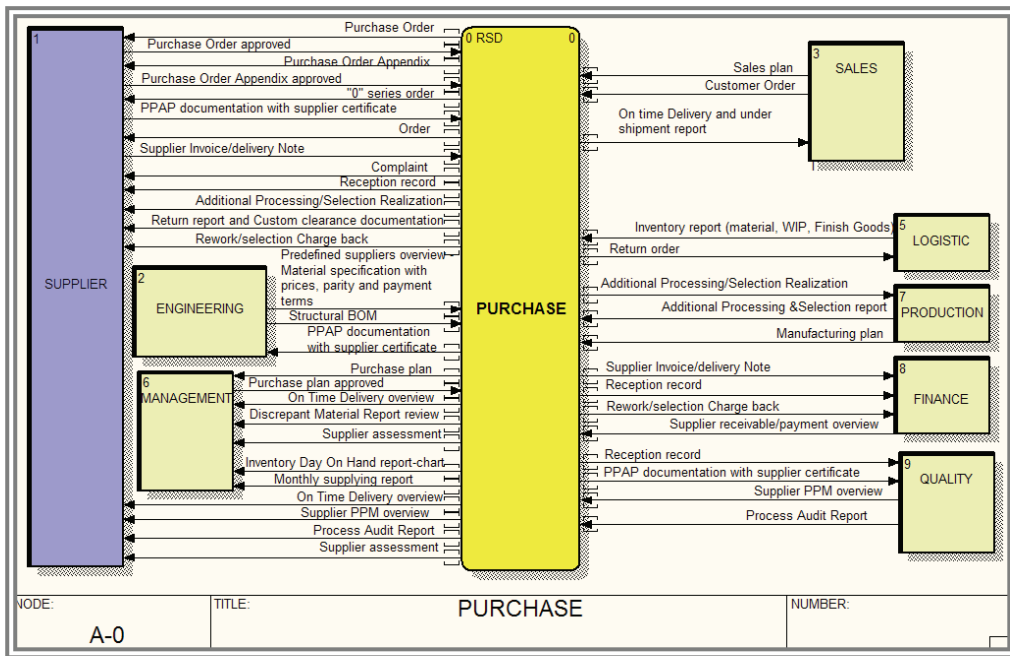 1
SUPPLIER
Purchase Order
Purchase Order approved
Purchase Order Appendix
Purchase Order Appendix approved
"0" series order
PPAP documentation with supplier certificate
Order
Supplier Invoice/delivery Note
Complaint
Reception record
Additional Processing/Selection Realization
Return report and Custom clearance documentation
Rework/selection Charge back
2
ENGINEERING
Predefined suppliers overview
Material specification with
prices, parity and payment
terms
Structural BOM
PPAP documentation
with supplier certificate
6
MANAGEMENT
Purchase plan
Purchase plan approved
On Time Delivery overview
Discrepant Material Report review
Supplier assessment
Inventory Day On Hand report-chart
Monthly supplying report
On Time Delivery overview
Supplier PPM overview
Process Audit Report
Supplier assessment
0 RSD 0
PURCHASE
3
SALES
Sales plan
Customer Order
On time Delivery and under
shipment report
5
LOGISTIC
Inventory report (material, WIP, Finish Goods)
Return order
7
PRODUCTION
Additional Processing/Selection Realization
Additional Processing &Selection report
Manufacturing plan
8
FINANCE
Supplier Invoice/delivery Note
Reception record
Rework/selection Charge back
Supplier receivable/payment overview
9
QUALITY
Reception record
PPAP documentation with supplier certificate
Supplier PPM overview
Process Audit Report
NODE:
A-0
TITLE:
PURCHASE
NUMBER: